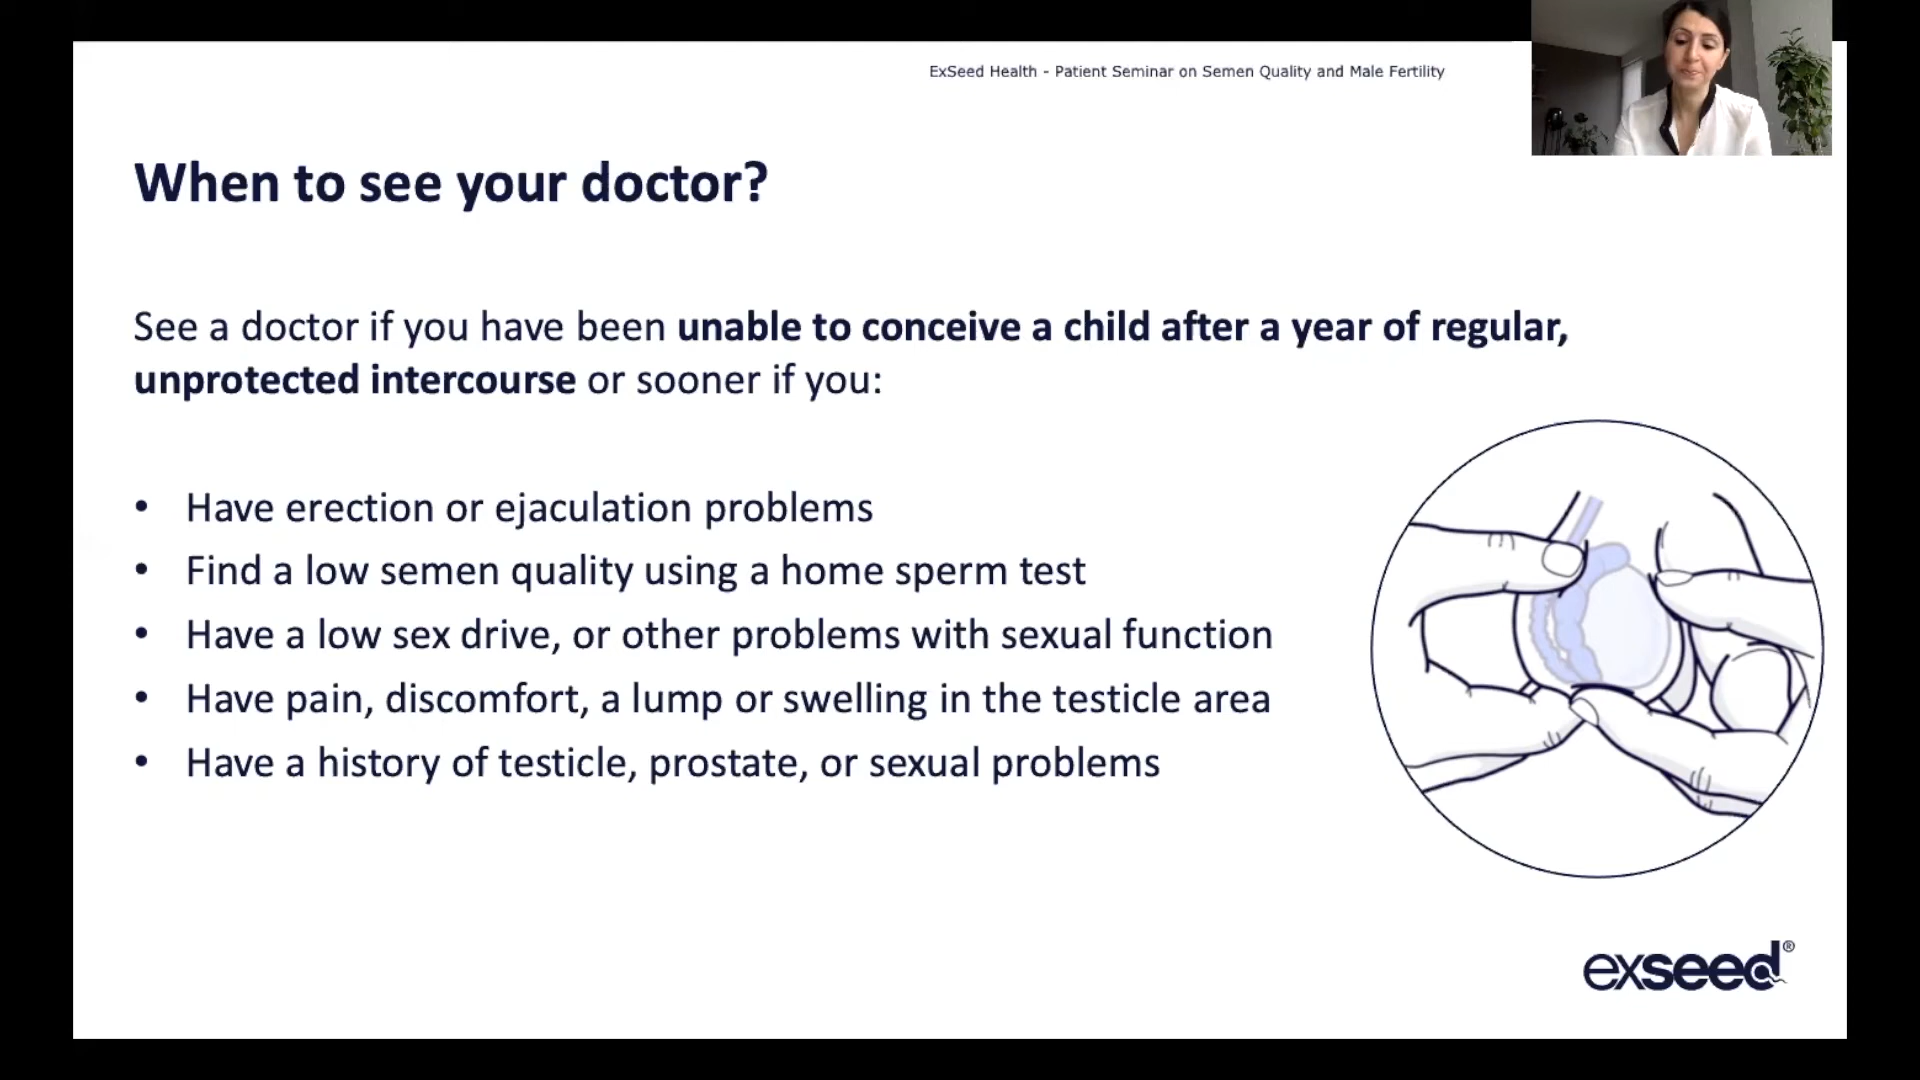 ExSeed Health - Patient Seminar on Semen Quality and Male Fertility
When to see your doctor?
See a doctor if you have been unable to conceive a child after a year of regular,
unprotected intercourse or sooner if you:
• Have erection or ejaculation problems
• Find a low semen quality using a home sperm test
• Have a low sex drive, or other problems with sexual function
• Have pain, discomfort, a lump or swelling in the testicle area
• Have a history of testicle, prostate, or sexual problems
exseed®